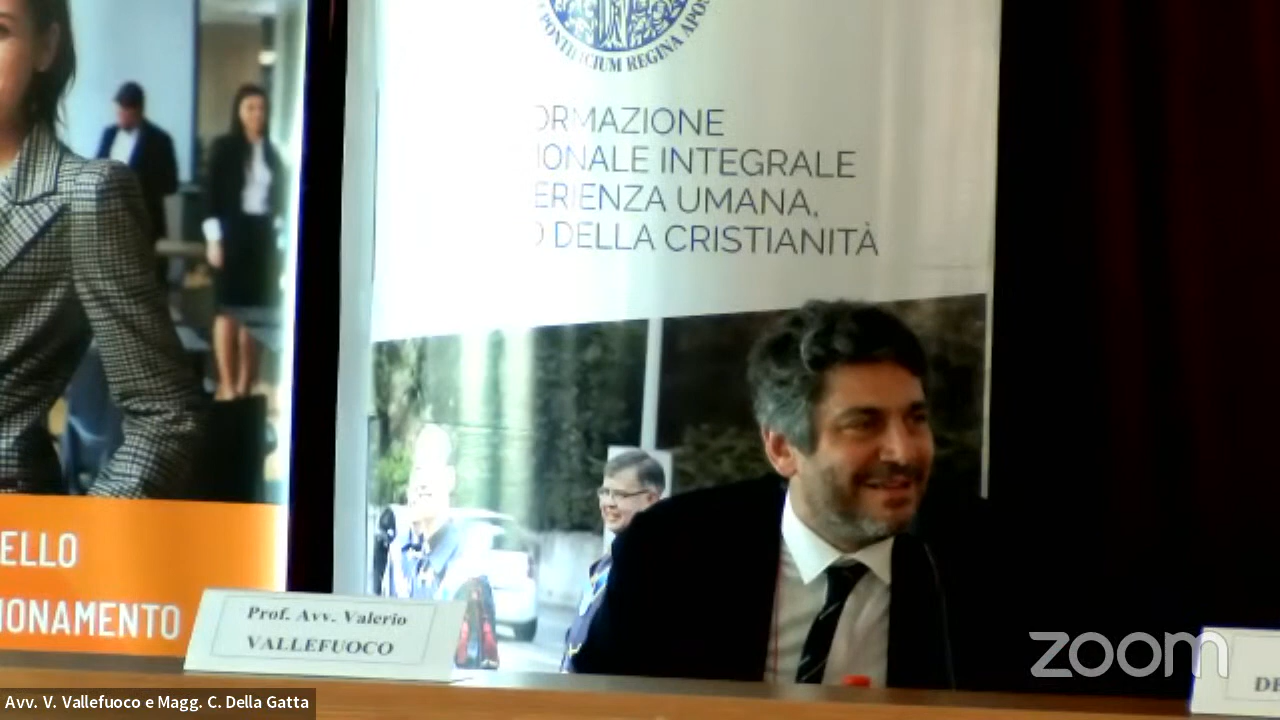 PONTIFICIUM REGINA APOS
ORMAZIONE
IONALE INTEGRALE
ERIENZA UMANA,
O DELLA CRISTIANITÀ
ELLO
IONAMENTO
Prof. Avv. Valerio
VALLEFUOCO
zoom
DE
Avv. V. Vallefuoco e Magg. C. Della Gatta